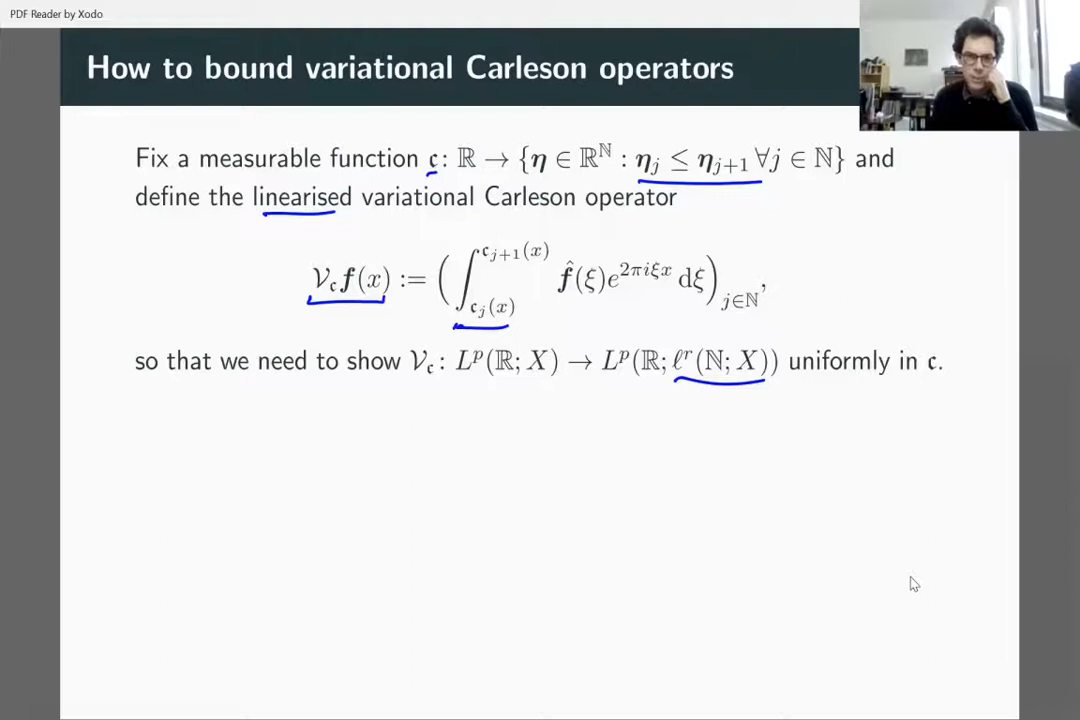 PDF Reader by Xodo
How to bound variational Carleson operators
Fix a measurable function 𝔠: ℝ → {𝜼 ∈ ℝ^ℕ : 𝜼_j ≤ 𝜼_{j+1} ∀j ∈ ℕ} and
define the linearised variational Carleson operator
𝒱_𝔠 𝒇(x) := ( ∫_{𝔠_j(x)}^{𝔠_{j+1}(x)} 𝒇̂(ξ)e^{2πiξx} dξ )_{j∈ℕ},
so that we need to show 𝒱_𝔠: L^p(ℝ; X) → L^p(ℝ; ℓ^r(ℕ; X)) uniformly in 𝔠.